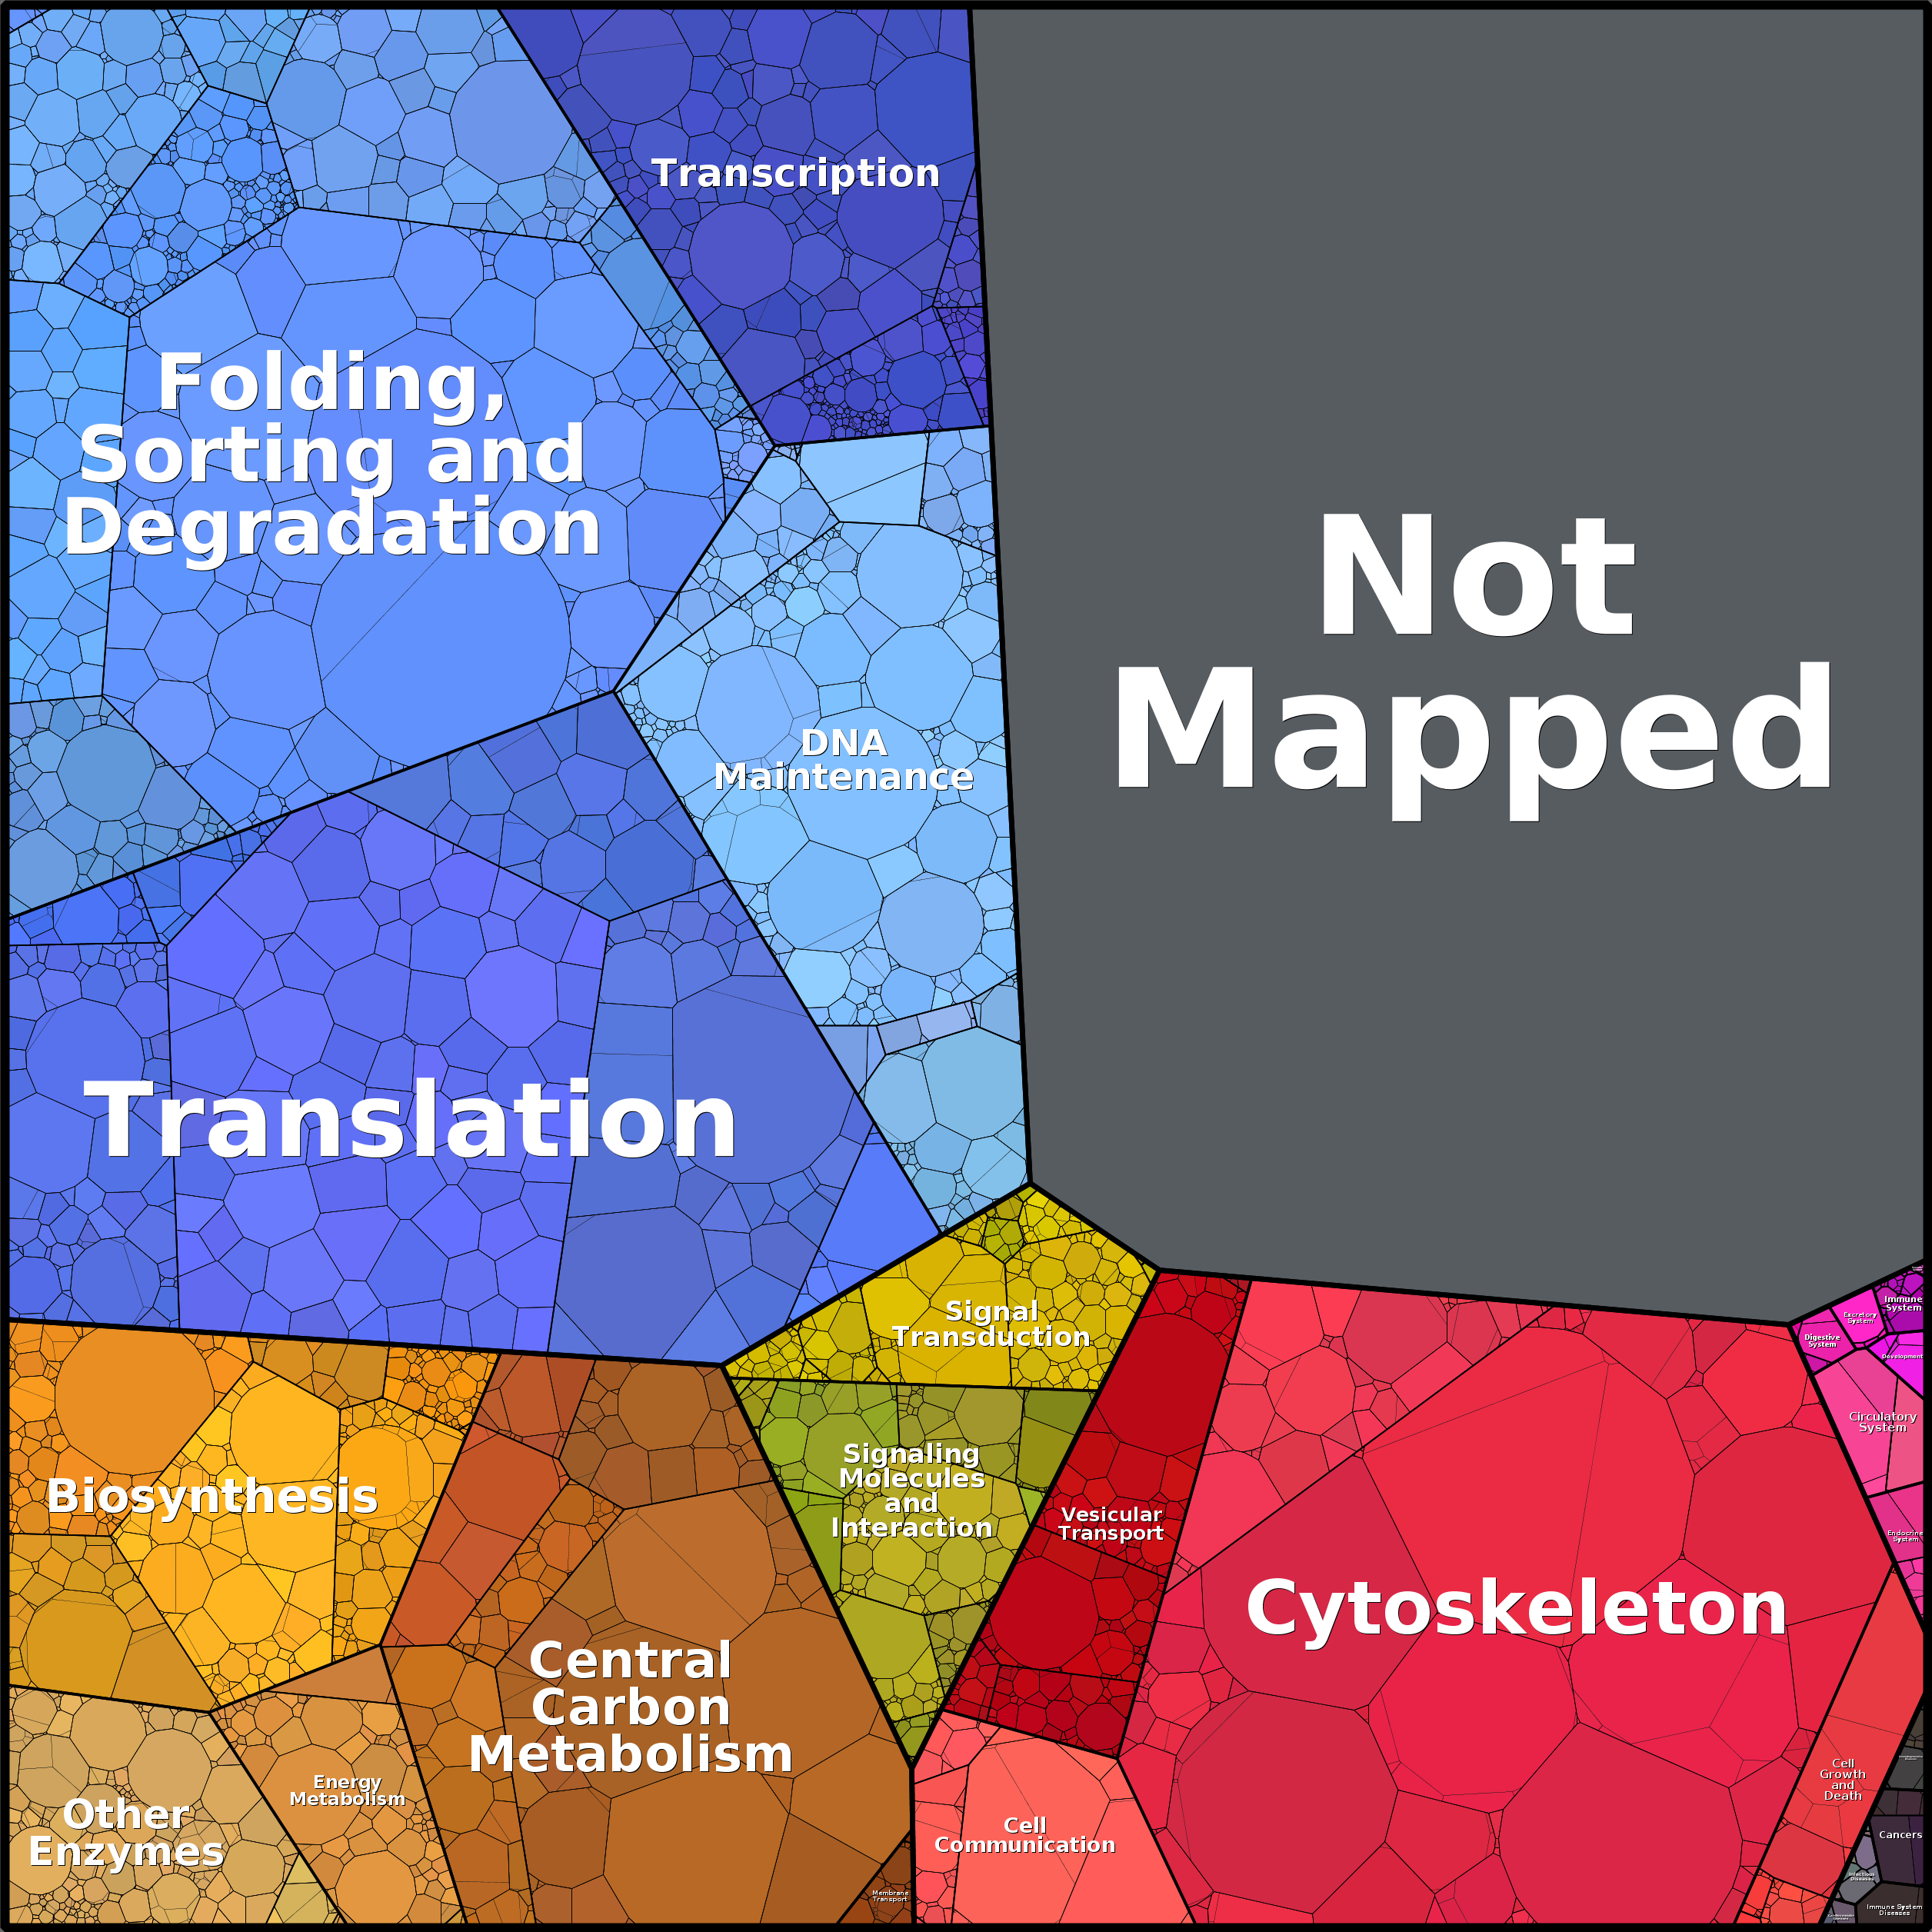 Transcription
Folding,
Sorting and
Degradation
Not
Mapped
DNA
Maintenance
Translation
Signal
Transduction
Immune
System
Excretory
System
Digestive
System
Development
Circulatory
System
Signaling
Molecules
and
Interaction
Biosynthesis
Vesicular
Transport
Endocrine
System
Cytoskeleton
Central
Carbon
Metabolism
Energy
Metabolism
Other
Enzymes
Cell
Growth
and
Death
Cell
Communication
Cancers
Infectious
Diseases
Membrane
Transport
Immune System
Diseases